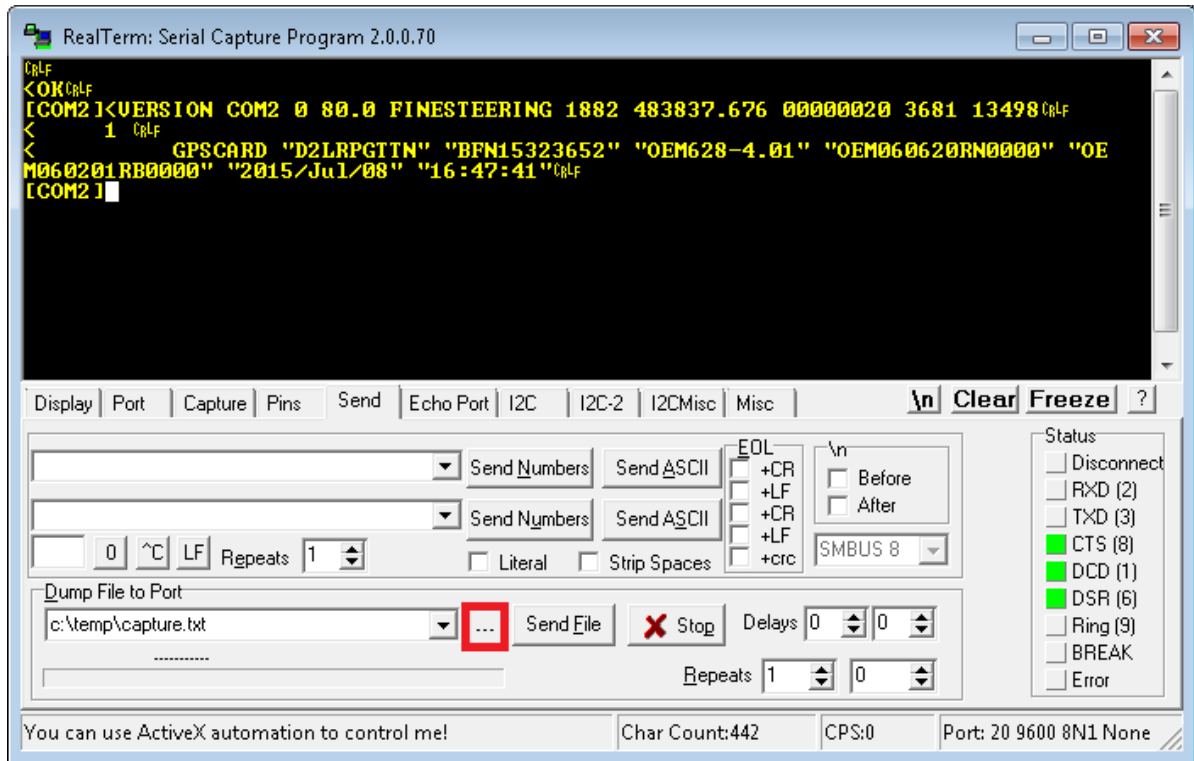 RealTerm: Serial Capture Program 2.0.0.70
CRLF
<OKCRLF
[COM2]<VERSION COM2 0 80.0 FINESTEERING 1882 483837.676 00000020 3681 13498CRLF
<     1 CRLF
<          GPSCARD "D2LRPGTTN" "BFN15323652" "OEM628-4.01" "OEM060620RN0000" "OE
M060201RB0000" "2015/Jul/08" "16:47:41"CRLF
[COM2]
Display Port Capture Pins Send Echo Port I2C I2C-2 I2CMisc Misc \n Clear Freeze ?
EOL \n Status
Send Numbers Send ASCII +CR Before Disconnect
+LF RXD (2)
Send Numbers Send ASCII +CR After TXD (3)
0 ^C LF Repeats 1 Literal Strip Spaces +LF SMBUS 8 CTS (8)
+crc DCD (1)
Dump File to Port DSR (6)
c:\temp\capture.txt ... Send File Stop Delays 0 0 Ring (9)
----------- BREAK
Repeats 1 0 Error
You can use ActiveX automation to control me! Char Count:442 CPS:0 Port: 20 9600 8N1 None